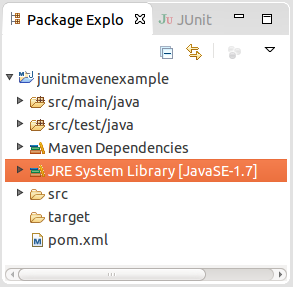 Package Explo JUnit
junitmavenexample
src/main/java
src/test/java
Maven Dependencies
JRE System Library [JavaSE-1.7]
src
target
pom.xml